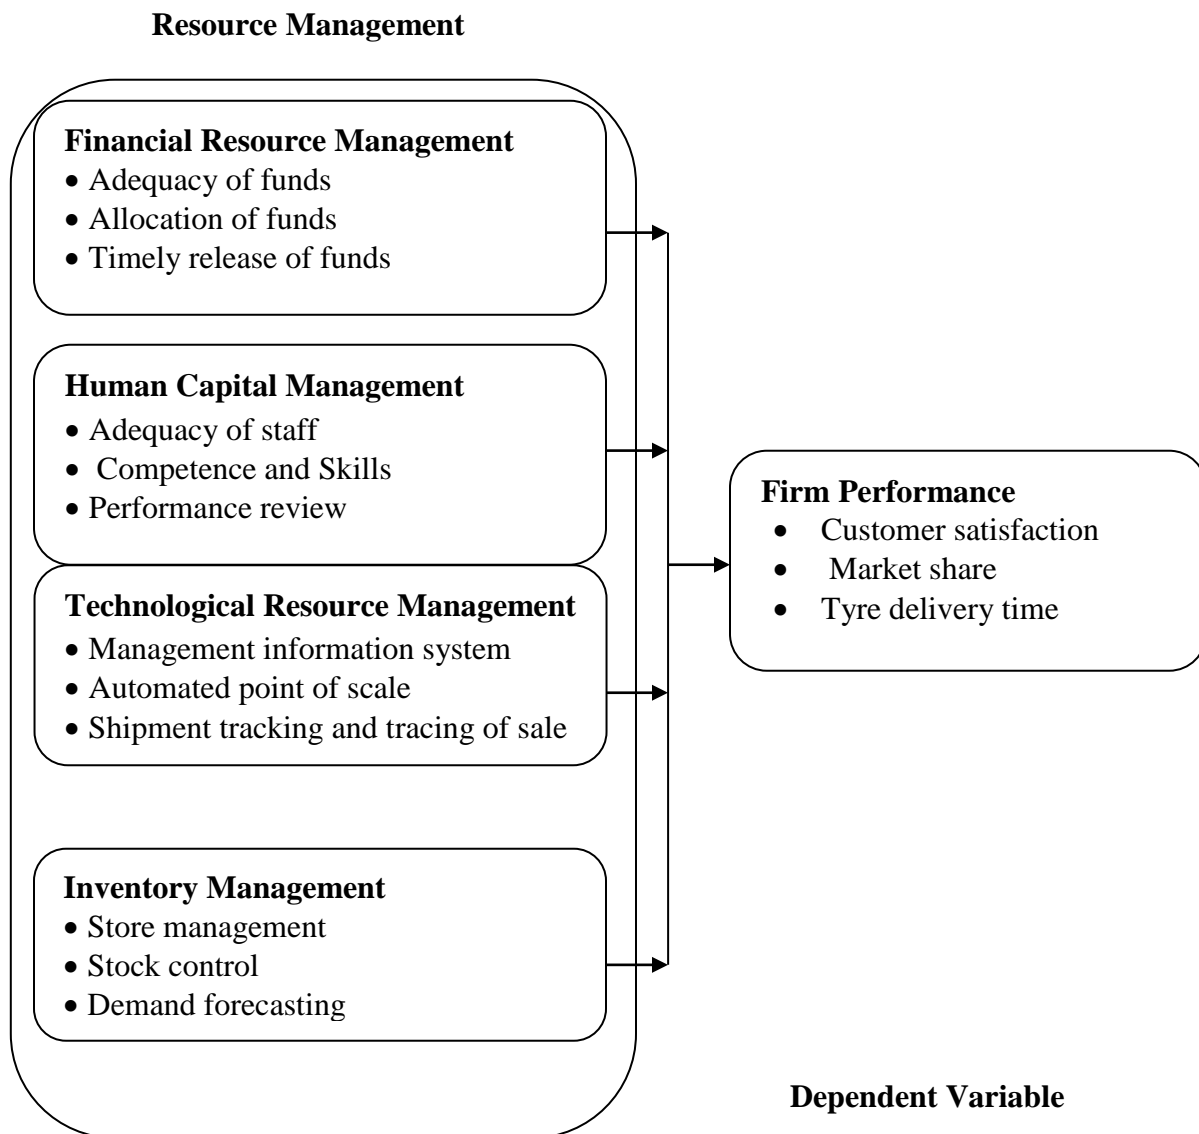 Resource Management
Financial Resource Management
• Adequacy of funds
• Allocation of funds
• Timely release of funds
Human Capital Management
• Adequacy of staff
• Competence and Skills
• Performance review
Technological Resource Management
• Management information system
• Automated point of scale
• Shipment tracking and tracing of sale
Inventory Management
• Store management
• Stock control
• Demand forecasting
Firm Performance
• Customer satisfaction
• Market share
• Tyre delivery time
Dependent Variable